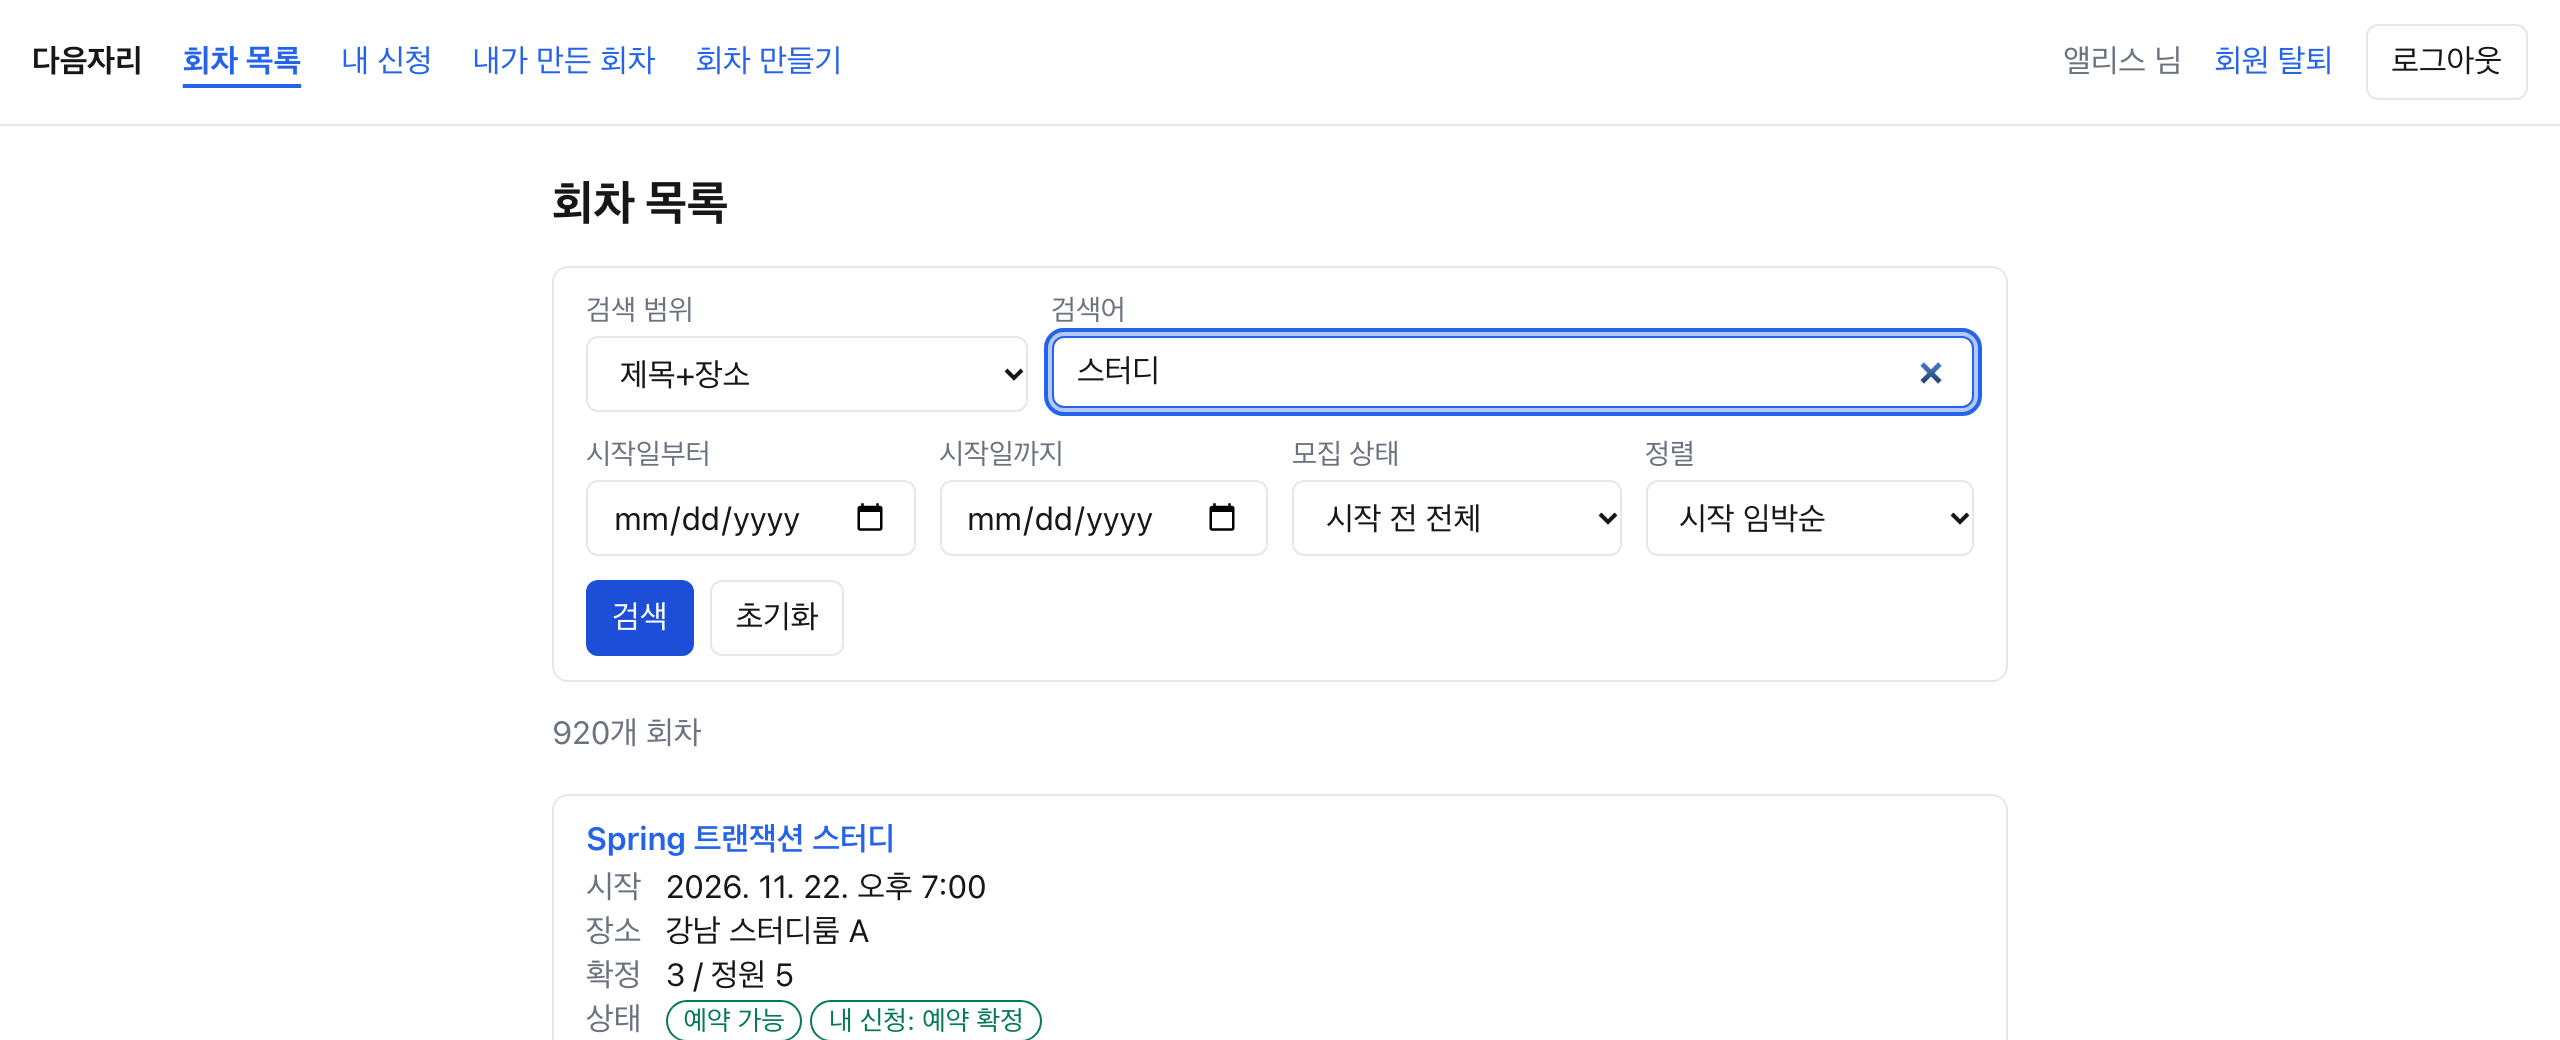 다음자리 회차 목록 내 신청 내가 만든 회차 회차 만들기 앨리스 님 회원 탈퇴 로그아웃
회차 목록
검색 범위 검색어
제목+장소 스터디
시작일부터 시작일까지 모집 상태 정렬
mm/dd/yyyy mm/dd/yyyy 시작 전 전체 시작 임박순
검색 초기화
920개 회차
Spring 트랜잭션 스터디
시작 2026. 11. 22. 오후 7:00
장소 강남 스터디룸 A
확정 3 / 정원 5
상태 예약 가능 내 신청: 예약 확정